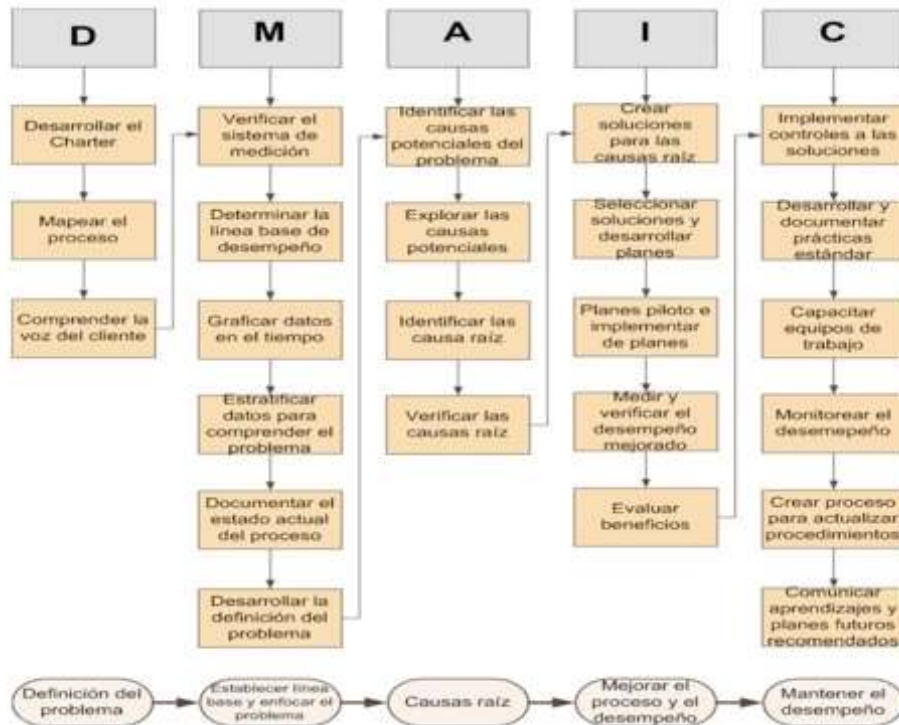 D
M
A
I
C
Desarrollar el
Charter
Mapear el
proceso
Comprender la
voz del cliente
Verificar el
sistema de
medición
Determinar la
línea base de
desempeño
Graficar datos
en el tiempo
Estratificar
datos para
comprender el
problema
Documentar el
estado actual
del proceso
Desarrollar la
definición del
problema
Identificar las
causas
potenciales del
problema
Explorar las
causas
potenciales
Identificar las
causa raíz
Verificar las
causas raíz
Crear
soluciones
para las
causas raíz
Seleccionar
soluciones y
desarrollar
planes
Planes piloto e
implementar
de planes
Medir y
verificar el
desempeño
mejorado
Evaluar
beneficios
Implementar
controles a las
soluciones
Desarrollar y
documentar
prácticas
estándar
Capacitar
equipos de
trabajo
Monitorear el
desemepeño
Crear proceso
para actualizar
procedimientos
Comunicar
aprendizajes y
planes futuros
recomendados
Definición del
problema
Establecer línea
base y enfocar el
problema
Causas raíz
Mejorar el
proceso y el
desempeño
Mantener el
desempeño